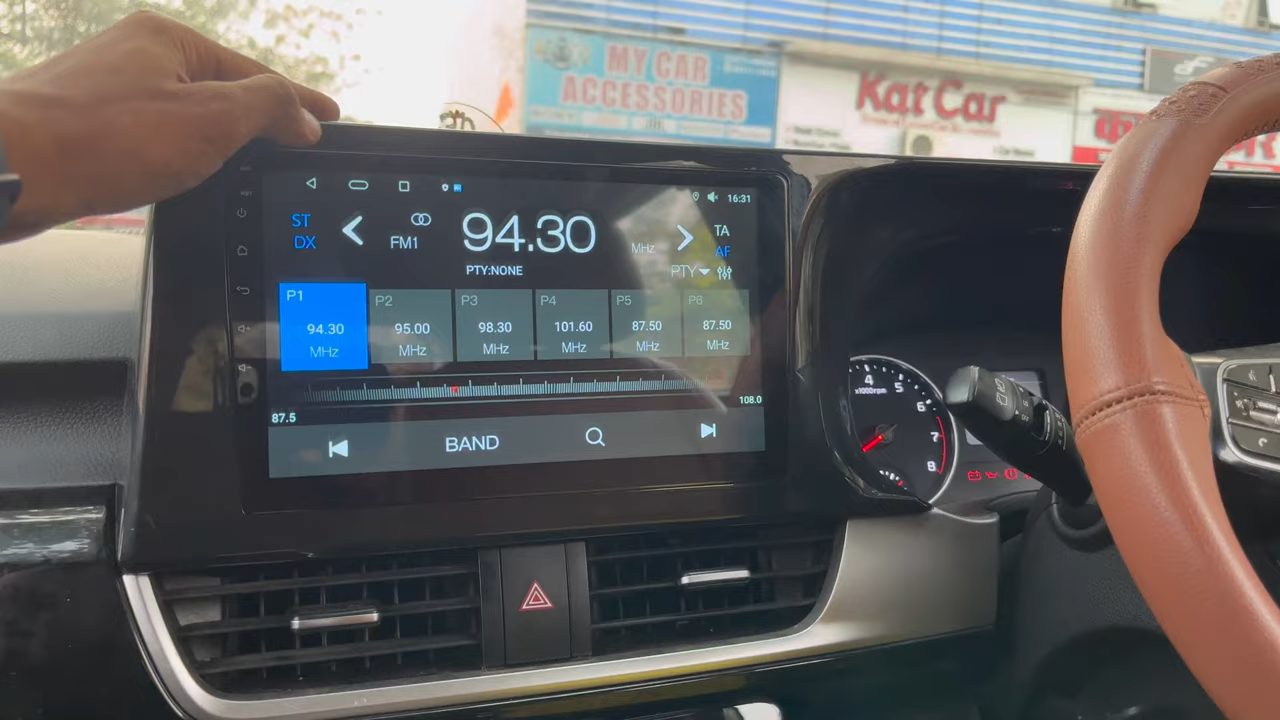 MY CAR
ACCESSORIES
Kat Car
16:31
ST
DX
FM1
94.30
MHz
TA
AF
PTY:NONE
PTY
P1
94.30
MHz
P2
95.00
MHz
P3
98.30
MHz
P4
101.60
MHz
P5
87.50
MHz
P6
87.50
MHz
87.5
108.0
BAND
4
5
6
7
8
x1000rpm